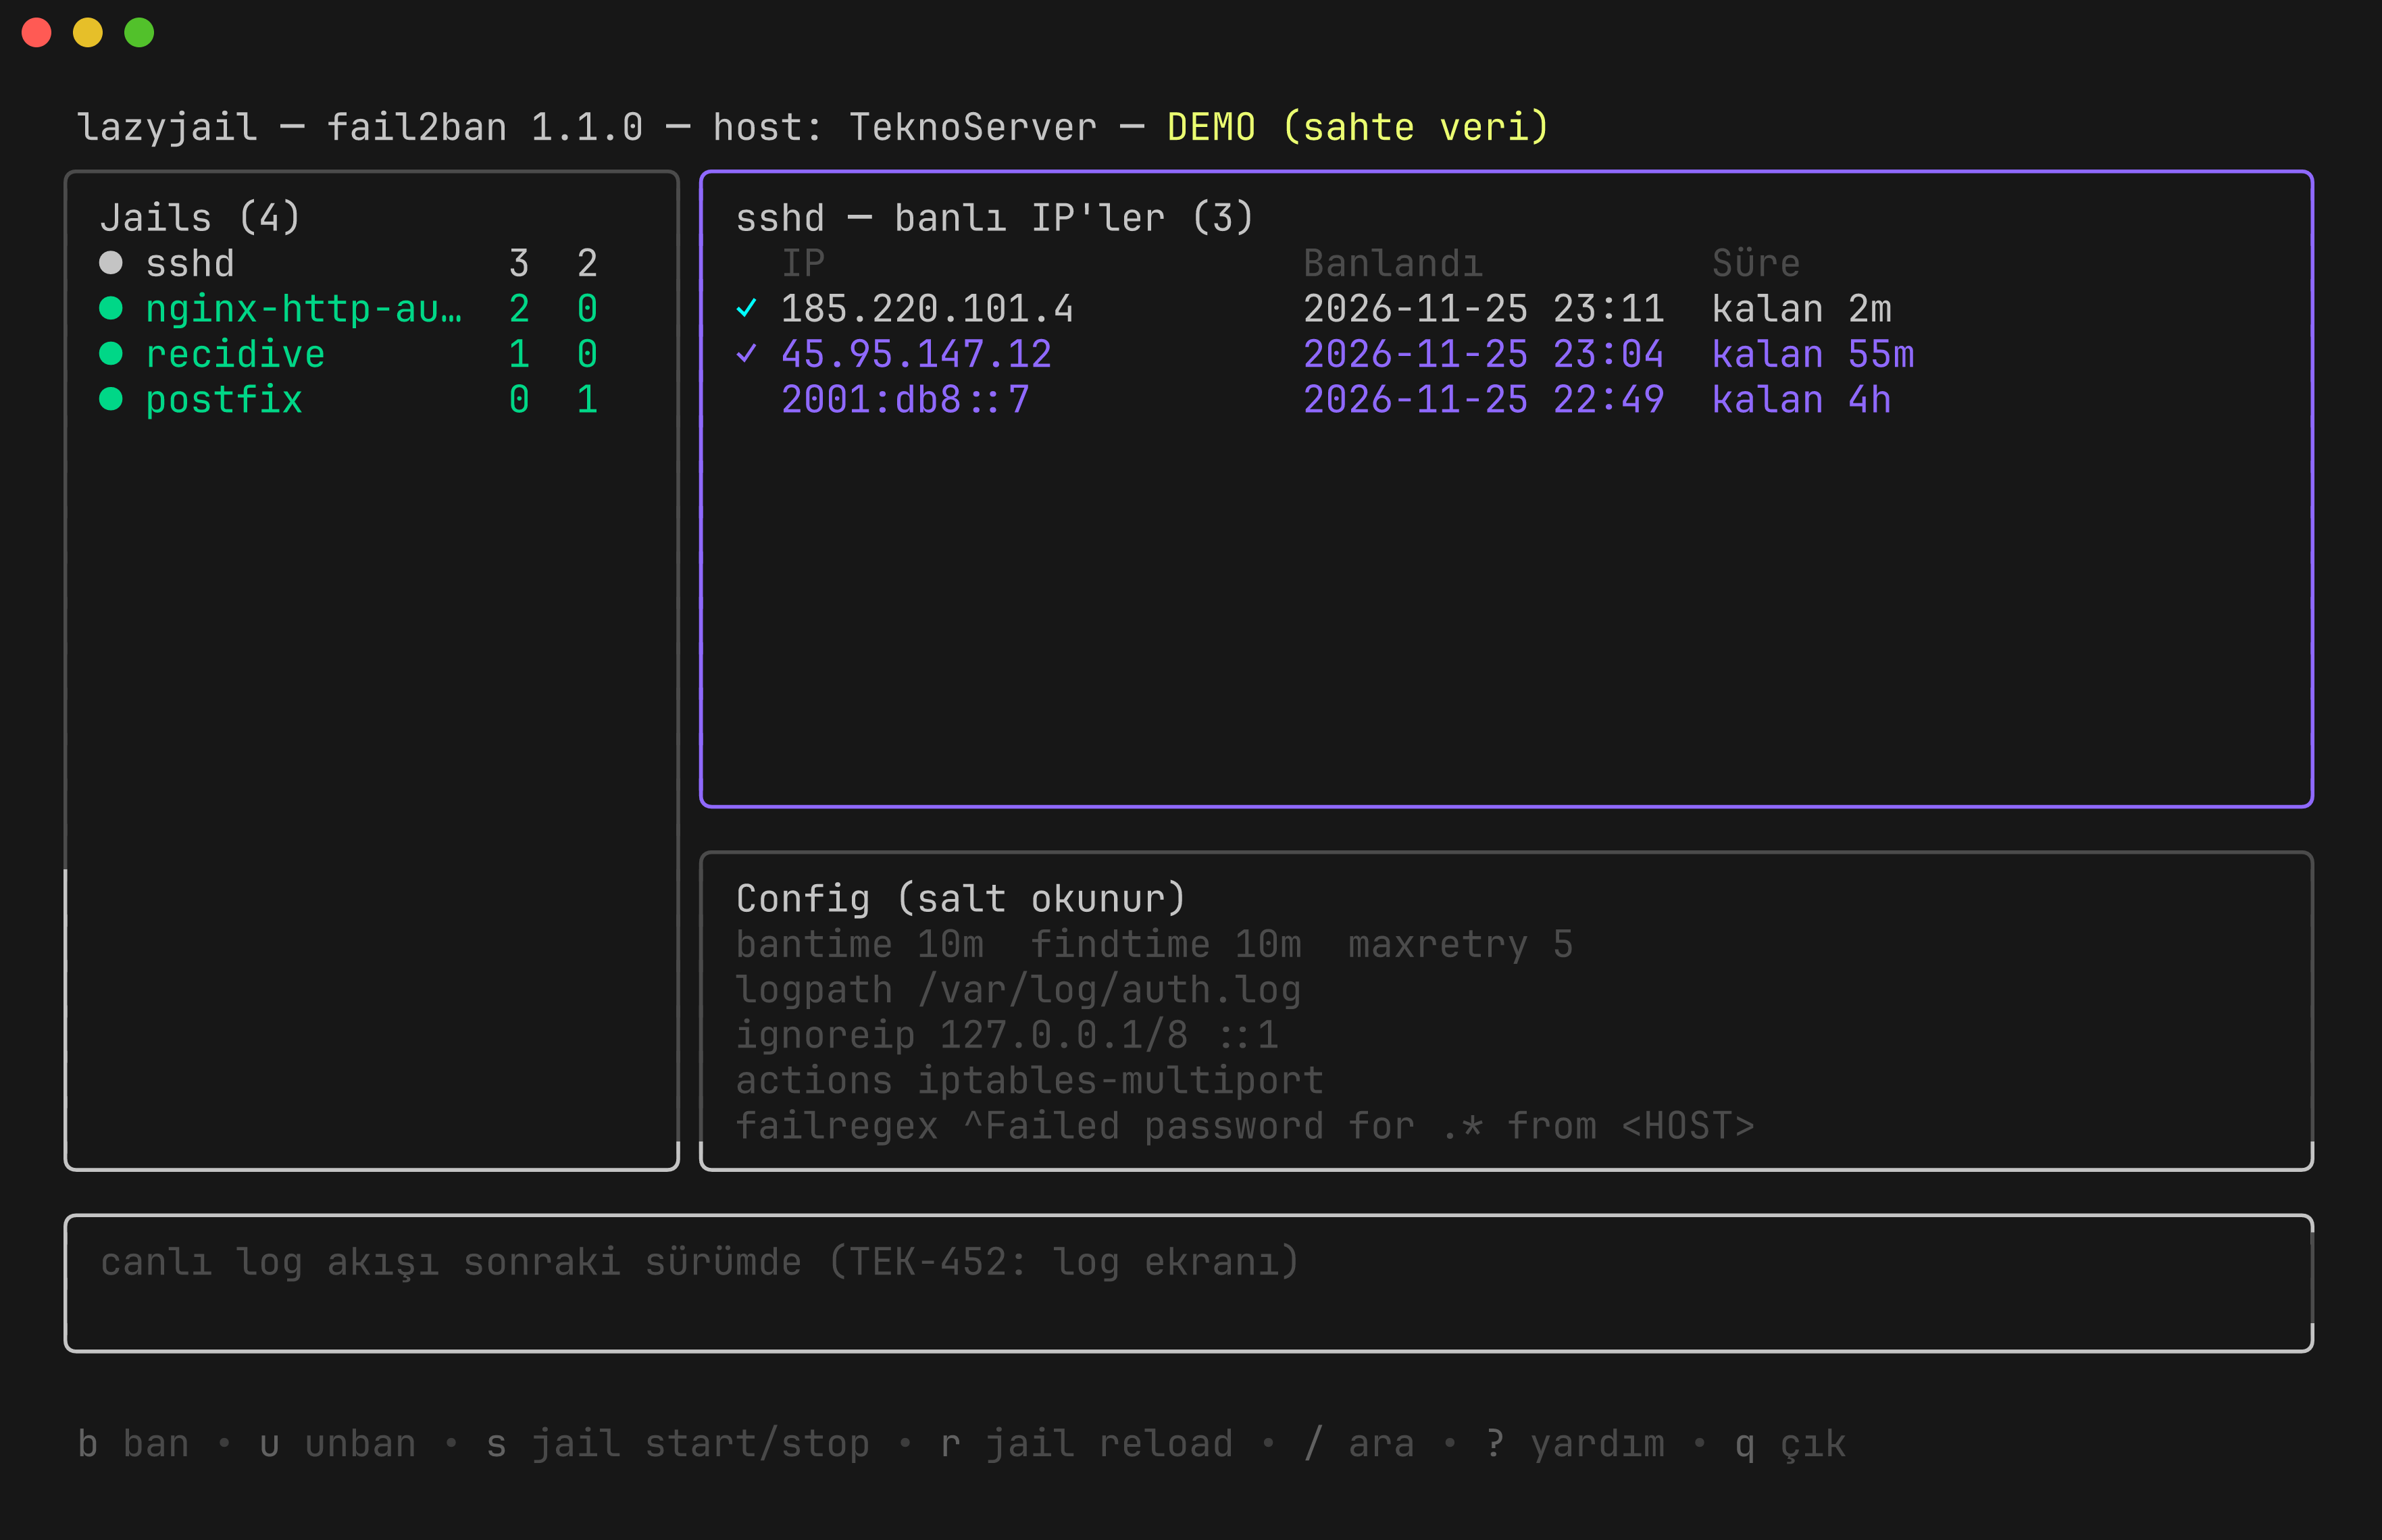 lazyjail — fail2ban 1.1.0 — host: TeknoServer — DEMO (sahte veri)
Jails (4)
● sshd 3 2
● nginx-http-au… 2 0
● recidive 1 0
● postfix 0 1
sshd — banlı IP'ler (3)
IP Banlandı Süre
✓ 185.220.101.4 2026-11-25 23:11 kalan 2m
✓ 45.95.147.12 2026-11-25 23:04 kalan 55m
2001:db8::7 2026-11-25 22:49 kalan 4h
Config (salt okunur)
bantime 10m findtime 10m maxretry 5
logpath /var/log/auth.log
ignoreip 127.0.0.1/8 ::1
actions iptables-multiport
failregex ^Failed password for .* from <HOST>
canlı log akışı sonraki sürümde (TEK-452: log ekranı)
b ban • u unban • s jail start/stop • r jail reload • / ara • ? yardım • q çık